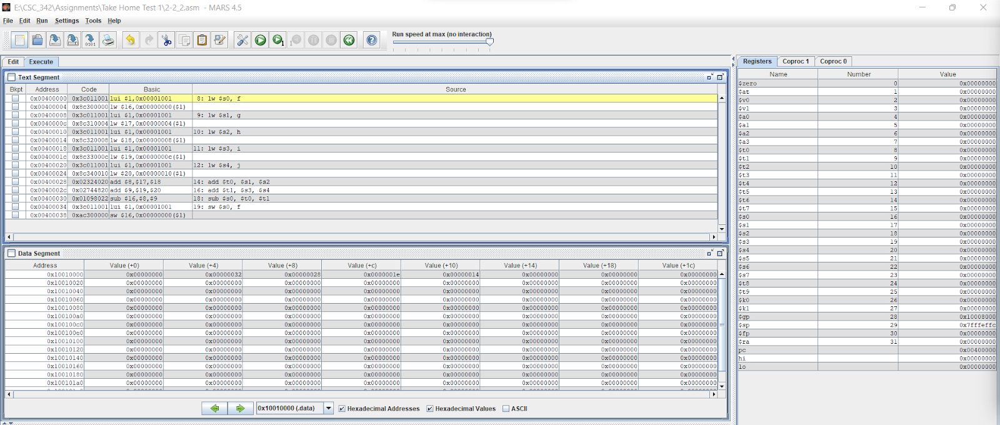 E:\CSC_342\Assignments\Take Home Test 1\2-2_2.asm - MARS 4.5
File Edit Run Settings Tools Help
Run speed at max (no interaction)
Edit Execute
Text Segment
Bkpt Address Code Basic Source
0x00400000 0x3c011001 lui $1,0x00001001 8: lw $s0, f
0x00400004 0x8c300000 lw $16,0x00000000($1)
0x00400008 0x3c011001 lui $1,0x00001001 9: lw $s1, g
0x0040000c 0x8c310004 lw $17,0x00000004($1)
0x00400010 0x3c011001 lui $1,0x00001001 10: lw $s2, h
0x00400014 0x8c320008 lw $18,0x00000008($1)
0x00400018 0x3c011001 lui $1,0x00001001 11: lw $s3, i
0x0040001c 0x8c33000c lw $19,0x0000000c($1)
0x00400020 0x3c011001 lui $1,0x00001001 12: lw $s4, j
0x00400024 0x8c340010 lw $20,0x00000010($1)
0x00400028 0x02324020 add $8,$17,$18 14: add $t0, $s1, $s2
0x0040002c 0x02744820 add $9,$19,$20 16: add $t1, $s3, $s4
0x00400030 0x01098022 sub $16,$8,$9 18: sub $s0, $t0, $t1
0x00400034 0x3c011001 lui $1,0x00001001 19: sw $s0, f
0x00400038 0xac300000 sw $16,0x00000000($1)
Data Segment
Address Value (+0) Value (+4) Value (+8) Value (+c) Value (+10) Value (+14) Value (+18) Value (+1c)
0x10010000 0x00000000 0x00000032 0x00000028 0x0000001e 0x00000014 0x00000000 0x00000000 0x00000000
0x10010020 0x00000000 0x00000000 0x00000000 0x00000000 0x00000000 0x00000000 0x00000000 0x00000000
0x10010040 0x00000000 0x00000000 0x00000000 0x00000000 0x00000000 0x00000000 0x00000000 0x00000000
0x10010060 0x00000000 0x00000000 0x00000000 0x00000000 0x00000000 0x00000000 0x00000000 0x00000000
0x10010080 0x00000000 0x00000000 0x00000000 0x00000000 0x00000000 0x00000000 0x00000000 0x00000000
0x100100a0 0x00000000 0x00000000 0x00000000 0x00000000 0x00000000 0x00000000 0x00000000 0x00000000
0x100100c0 0x00000000 0x00000000 0x00000000 0x00000000 0x00000000 0x00000000 0x00000000 0x00000000
0x100100e0 0x00000000 0x00000000 0x00000000 0x00000000 0x00000000 0x00000000 0x00000000 0x00000000
0x10010100 0x00000000 0x00000000 0x00000000 0x00000000 0x00000000 0x00000000 0x00000000 0x00000000
0x10010120 0x00000000 0x00000000 0x00000000 0x00000000 0x00000000 0x00000000 0x00000000 0x00000000
0x10010140 0x00000000 0x00000000 0x00000000 0x00000000 0x00000000 0x00000000 0x00000000 0x00000000
0x10010160 0x00000000 0x00000000 0x00000000 0x00000000 0x00000000 0x00000000 0x00000000 0x00000000
0x10010180 0x00000000 0x00000000 0x00000000 0x00000000 0x00000000 0x00000000 0x00000000 0x00000000
0x100101a0 0x00000000 0x00000000 0x00000000 0x00000000 0x00000000 0x00000000 0x00000000 0x00000000
0x10010000 (.data) Hexadecimal Addresses Hexadecimal Values ASCII
Registers Coproc 1 Coproc 0
Name Number Value
$zero 0 0x00000000
$at 1 0x00000000
$v0 2 0x00000000
$v1 3 0x00000000
$a0 4 0x00000000
$a1 5 0x00000000
$a2 6 0x00000000
$a3 7 0x00000000
$t0 8 0x00000000
$t1 9 0x00000000
$t2 10 0x00000000
$t3 11 0x00000000
$t4 12 0x00000000
$t5 13 0x00000000
$t6 14 0x00000000
$t7 15 0x00000000
$s0 16 0x00000000
$s1 17 0x00000000
$s2 18 0x00000000
$s3 19 0x00000000
$s4 20 0x00000000
$s5 21 0x00000000
$s6 22 0x00000000
$s7 23 0x00000000
$t8 24 0x00000000
$t9 25 0x00000000
$k0 26 0x00000000
$k1 27 0x00000000
$gp 28 0x10008000
$sp 29 0x7fffeffc
$fp 30 0x00000000
$ra 31 0x00000000
pc 0x00400000
hi 0x00000000
lo 0x00000000